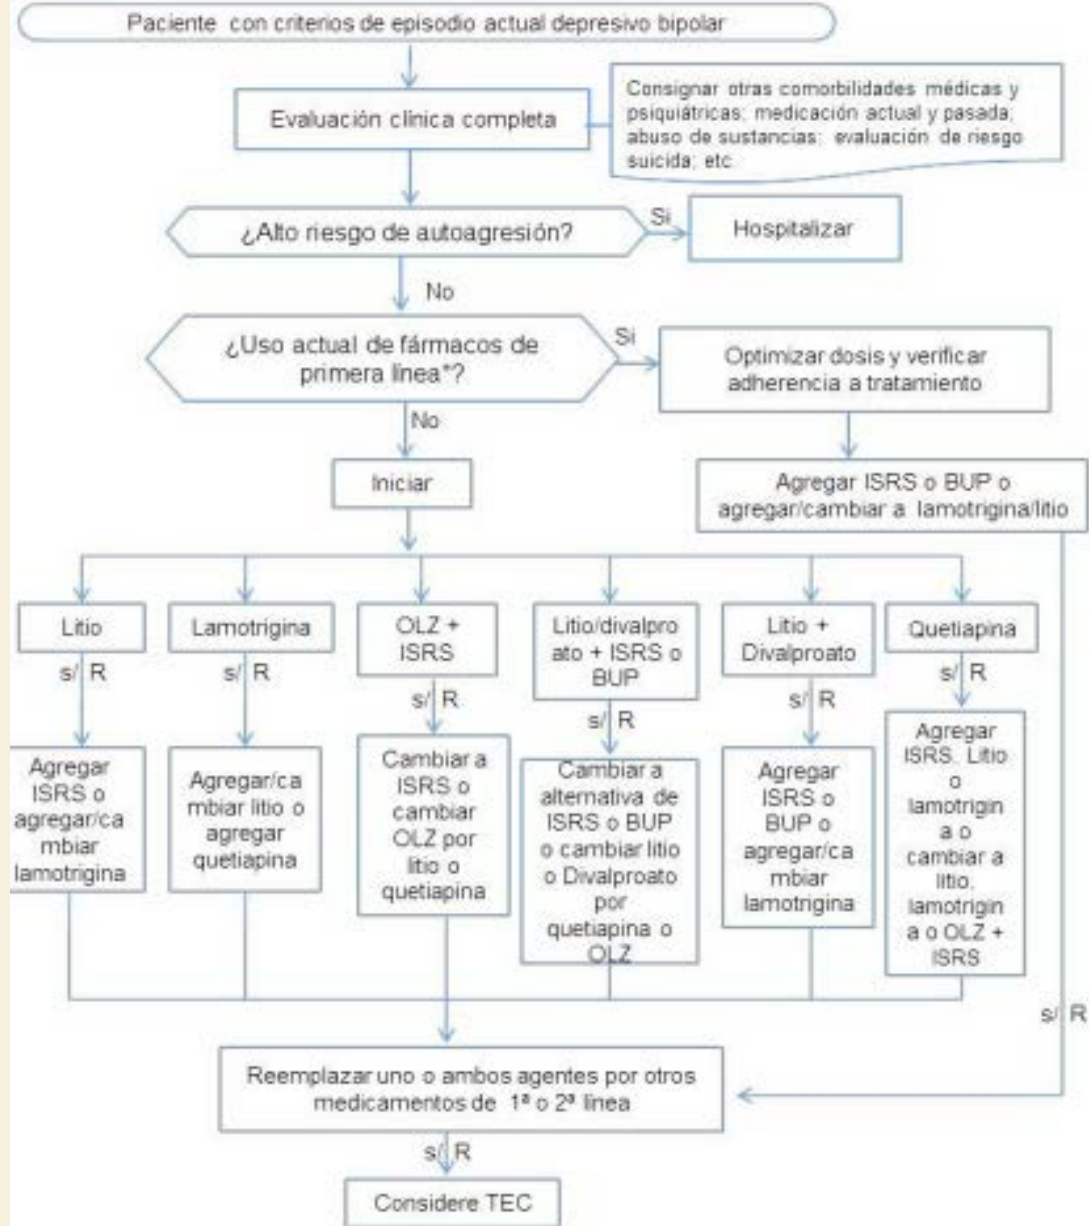 Paciente con criterios de episodio actual depresivo bipolar
Evaluación clínica completa
Consignar otras comorbilidades médicas y
psiquiátricas; medicación actual y pasada;
abuso de sustancias; evaluación de riesgo
suicida; etc
¿Alto riesgo de autoagresión?
Si
Hospitalizar
No
¿Uso actual de fármacos de
primera línea*?
Si
Optimizar dosis y verificar
adherencia a tratamiento
No
Iniciar
Agregar ISRS o BUP o
agregar/cambiar a lamotrigina/litio
Litio
s/ R
Agregar
ISRS o
agregar/ca
mbiar
lamotrigina
Lamotrigina
s/ R
Agregar/ca
mbiar litio o
agregar
quetiapina
OLZ +
ISRS
s/ R
Cambiar a
ISRS o
cambiar
OLZ por
litio o
quetiapina
Litio/divalpro
ato + ISRS o
BUP
s/ R
Cambiar a
alternativa de
ISRS o BUP
o cambiar litio
o Divalproato
por
quetiapina o
OLZ
Litio +
Divalproato
s/ R
Agregar
ISRS o
BUP o
agregar/ca
mbiar
lamotrigina
Quetiapina
s/ R
Agregar
ISRS, Litio
o
lamotrigin
a o
cambiar a
litio,
lamotrigin
a o OLZ +
ISRS
s/ R
Reemplazar uno o ambos agentes por otros
medicamentos de 1ª o 2ª línea
s/ R
Considere TEC